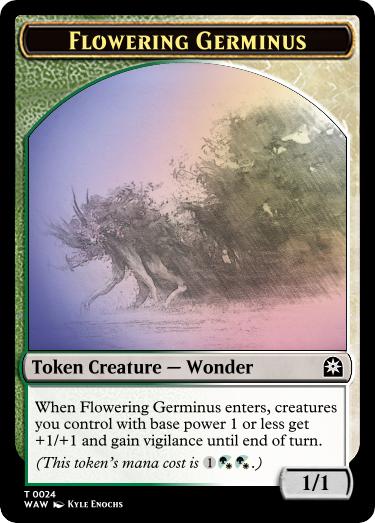 Flowering Germinus
Token Creature — Wonder
When Flowering Germinus enters, creatures
you control with base power 1 or less get
+1/+1 and gain vigilance until end of turn.
(This token's mana cost is 1.)
1/1
T 0024
WAW Kyle Enochs